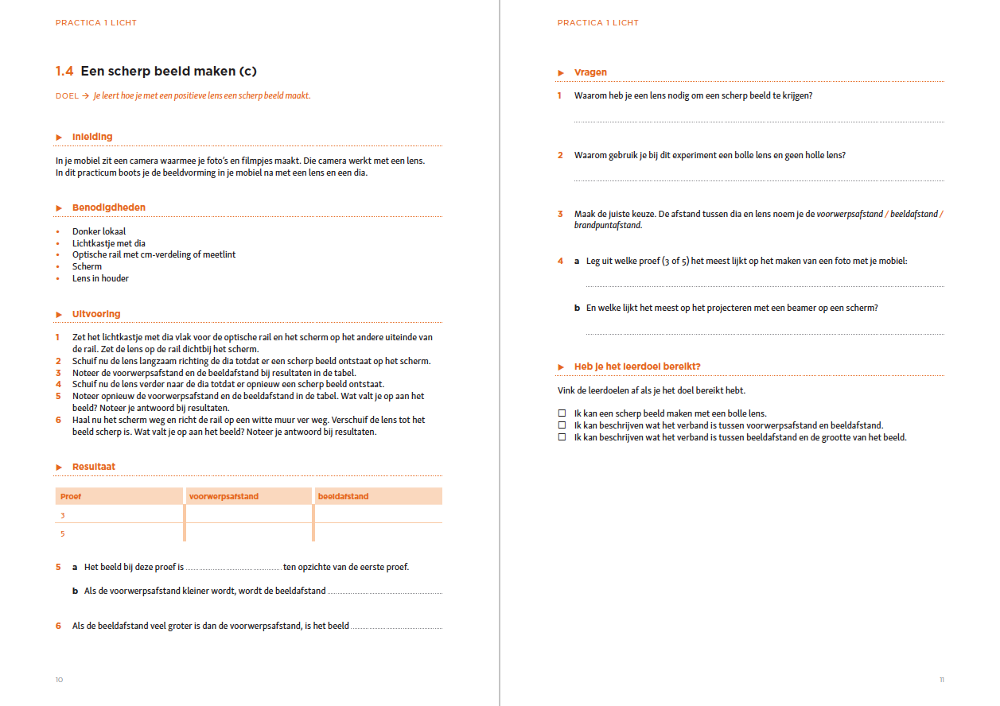 PRACTICA 1 LICHT
1.4 Een scherp beeld maken (c)
DOEL → Je leert hoe je met een positieve lens een scherp beeld maakt.
▶ Inleiding
In je mobiel zit een camera waarmee je foto's en filmpjes maakt. Die camera werkt met een lens.
In dit practicum boots je de beeldvorming in je mobiel na met een lens en een dia.
▶ Benodigdheden
• Donker lokaal
• Lichtkastje met dia
• Optische rail met cm-verdeling of meetlint
• Scherm
• Lens in houder
▶ Uitvoering
1 Zet het lichtkastje met dia vlak voor de optische rail en het scherm op het andere uiteinde van
de rail. Zet de lens op de rail dichtbij het scherm.
2 Schuif nu de lens langzaam richting de dia totdat er een scherp beeld ontstaat op het scherm.
3 Noteer de voorwerpsafstand en de beeldafstand bij resultaten in de tabel.
4 Schuif nu de lens verder naar de dia totdat er opnieuw een scherp beeld ontstaat.
5 Noteer opnieuw de voorwerpsafstand en de beeldafstand in de tabel. Wat valt je op aan het
beeld? Noteer je antwoord bij resultaten.
6 Haal nu het scherm weg en richt de rail op een witte muur ver weg. Verschuif de lens tot het
beeld scherp is. Wat valt je op aan het beeld? Noteer je antwoord bij resultaten.
▶ Resultaat
Proef voorwerpsafstand beeldafstand
3
5
5 a Het beeld bij deze proef is ........ ten opzichte van de eerste proef.
b Als de voorwerpsafstand kleiner wordt, wordt de beeldafstand ........
6 Als de beeldafstand veel groter is dan de voorwerpsafstand, is het beeld ........
10
PRACTICA 1 LICHT
▶ Vragen
1 Waarom heb je een lens nodig om een scherp beeld te krijgen?
2 Waarom gebruik je bij dit experiment een bolle lens en geen holle lens?
3 Maak de juiste keuze. De afstand tussen dia en lens noem je de voorwerpsafstand / beeldafstand /
brandpuntafstand.
4 a Leg uit welke proef (3 of 5) het meest lijkt op het maken van een foto met je mobiel:
b En welke lijkt het meest op het projecteren met een beamer op een scherm?
▶ Heb je het leerdoel bereikt?
Vink de leerdoelen af als je het doel bereikt hebt.
☐ Ik kan een scherp beeld maken met een bolle lens.
☐ Ik kan beschrijven wat het verband is tussen voorwerpsafstand en beeldafstand.
☐ Ik kan beschrijven wat het verband is tussen beeldafstand en de grootte van het beeld.
11